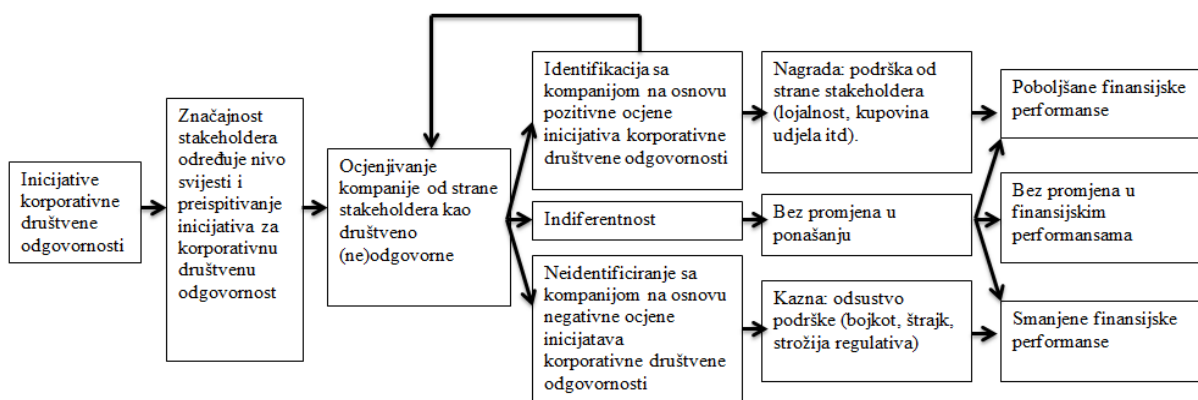 Inicijative
korporativne
društvene
odgovornosti
Značajnost
stakeholdera
određuje nivo
svijesti i
preispitivanje
inicijativa za
korporativnu
društvenu
odgovornost
Ocjenjivanje
kompanije od strane
stakeholdera kao
društveno
(ne)odgovorne
Identifikacija sa
kompanijom na osnovu
pozitivne ocjene
inicijativa korporativne
društvene odgovornosti
Indiferentnost
Neidentificiranje sa
kompanijom na osnovu
negativne ocjene
inicijatava
korporativne društvene
odgovornosti
Nagrada: podrška od
strane stakeholdera
(lojalnost, kupovina
udjela itd).
Bez promjena u
ponašanju
Kazna: odsustvo
podrške (bojkot, štrajk,
strožija regulativa)
Poboljšane finansijske
performanse
Bez promjena u
finansijskim
performansama
Smanjene finansijske
performanse